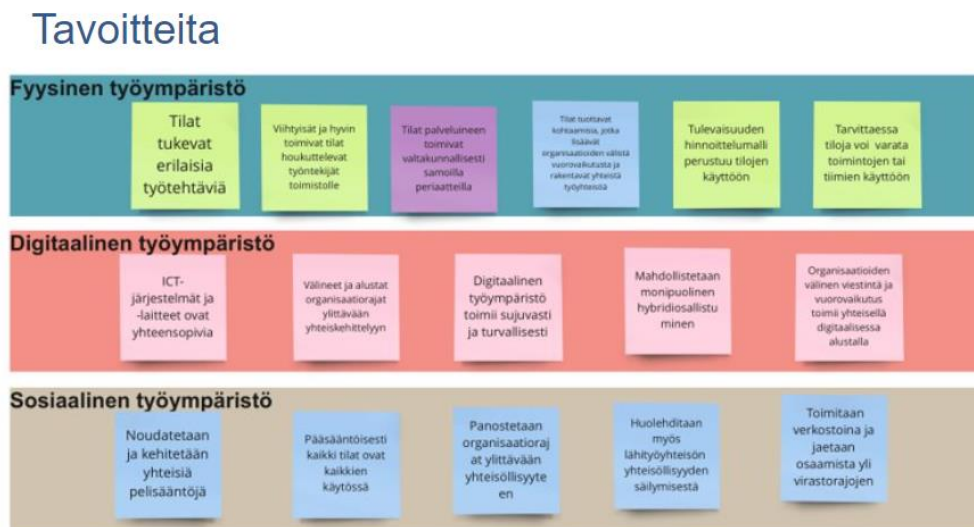 Tavoitteita
Fyysinen työympäristö
Tilat
tukevat
erilaisia
työtehtäviä
Viihtyisät ja hyvin
toimivat tilat
houkuttelevat
työntekijät
toimistolle
Tilat palveluineen
toimivat
valtakunnallisesti
samoilla
periaatteilla
Tilat tuottavat
kohtaamisia, jotka
lisäävät
organisaatioiden välistä
vuorovaikutusta ja
rakentavat yhteistä
työyhteisöä
Tulevaisuuden
hinnoittelumalli
perustuu tilojen
käyttöön
Tarvittaessa
tiloja voi varata
toimintojen tai
tiimien käyttöön
Digitaalinen työympäristö
ICT-
järjestelmät ja
-laitteet ovat
yhteensopivia
Välineet ja alustat
organisaatiorajat
ylittävään
yhteiskehittelyyn
Digitaalinen
työympäristö
toimii sujuvasti
ja turvallisesti
Mahdollistetaan
monipuolinen
hybridiosallistu
minen
Organisaatioiden
välinen viestintä ja
vuorovaikutus
toimii yhteisellä
digitaalisessa
alustalla
Sosiaalinen työympäristö
Noudatetaan
ja kehitetään
yhteisiä
pelisääntöjä
Pääsääntöisesti
kaikki tilat ovat
kaikkien
käytössä
Panostetaan
organisaatioraj
at ylittävään
yhteisöllisyyte
en
Huolehditaan
myös
lähityöyhteisön
yhteisöllisyyden
säilymisestä
Toimitaan
verkostoina ja
jaetaan
osaamista yli
virastorajojen